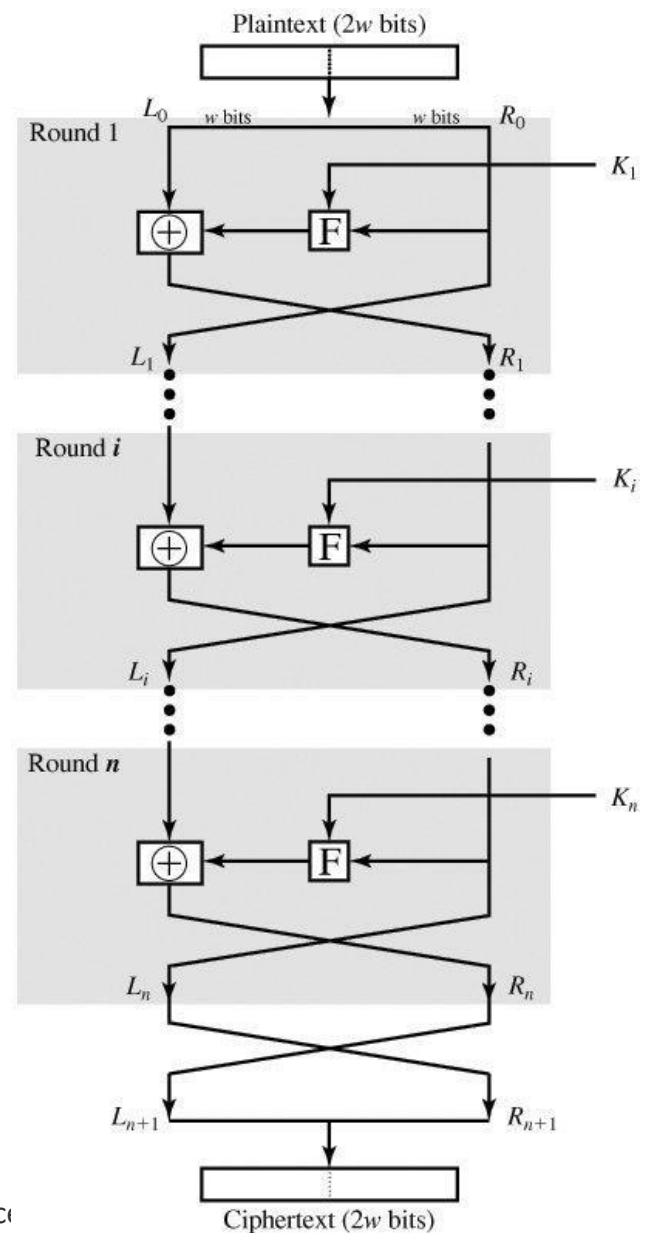 Plaintext (2w bits)
L₀ w bits w bits R₀
Round 1
K₁
⊕ F
L₁ R₁
Round i
Kᵢ
⊕ F
Lᵢ Rᵢ
Round n
Kₙ
⊕ F
Lₙ Rₙ
Lₙ₊₁ Rₙ₊₁
Ciphertext (2w bits)